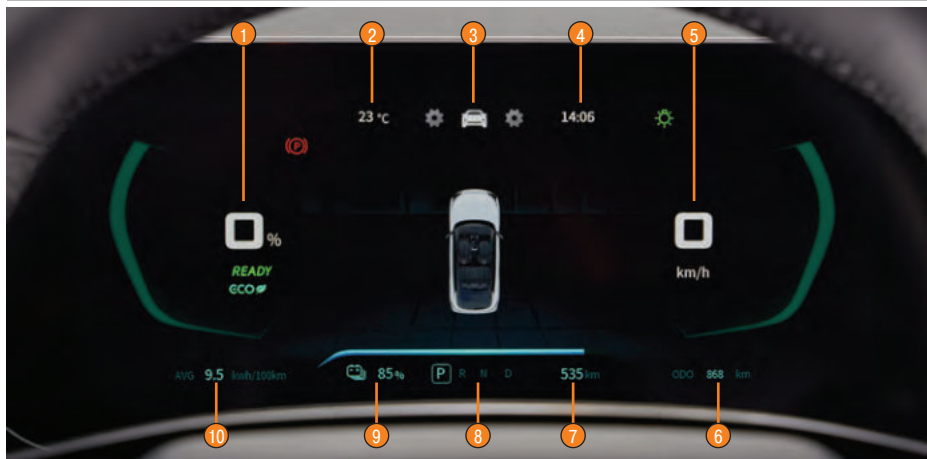 1 2 3 4 5
23 °C 14:06
(P)
0 % 0
READY km/h
ECO
AVG 9.5 kwh/100km 85% P R N D 535 km ODO 868 km
10 9 8 7 6